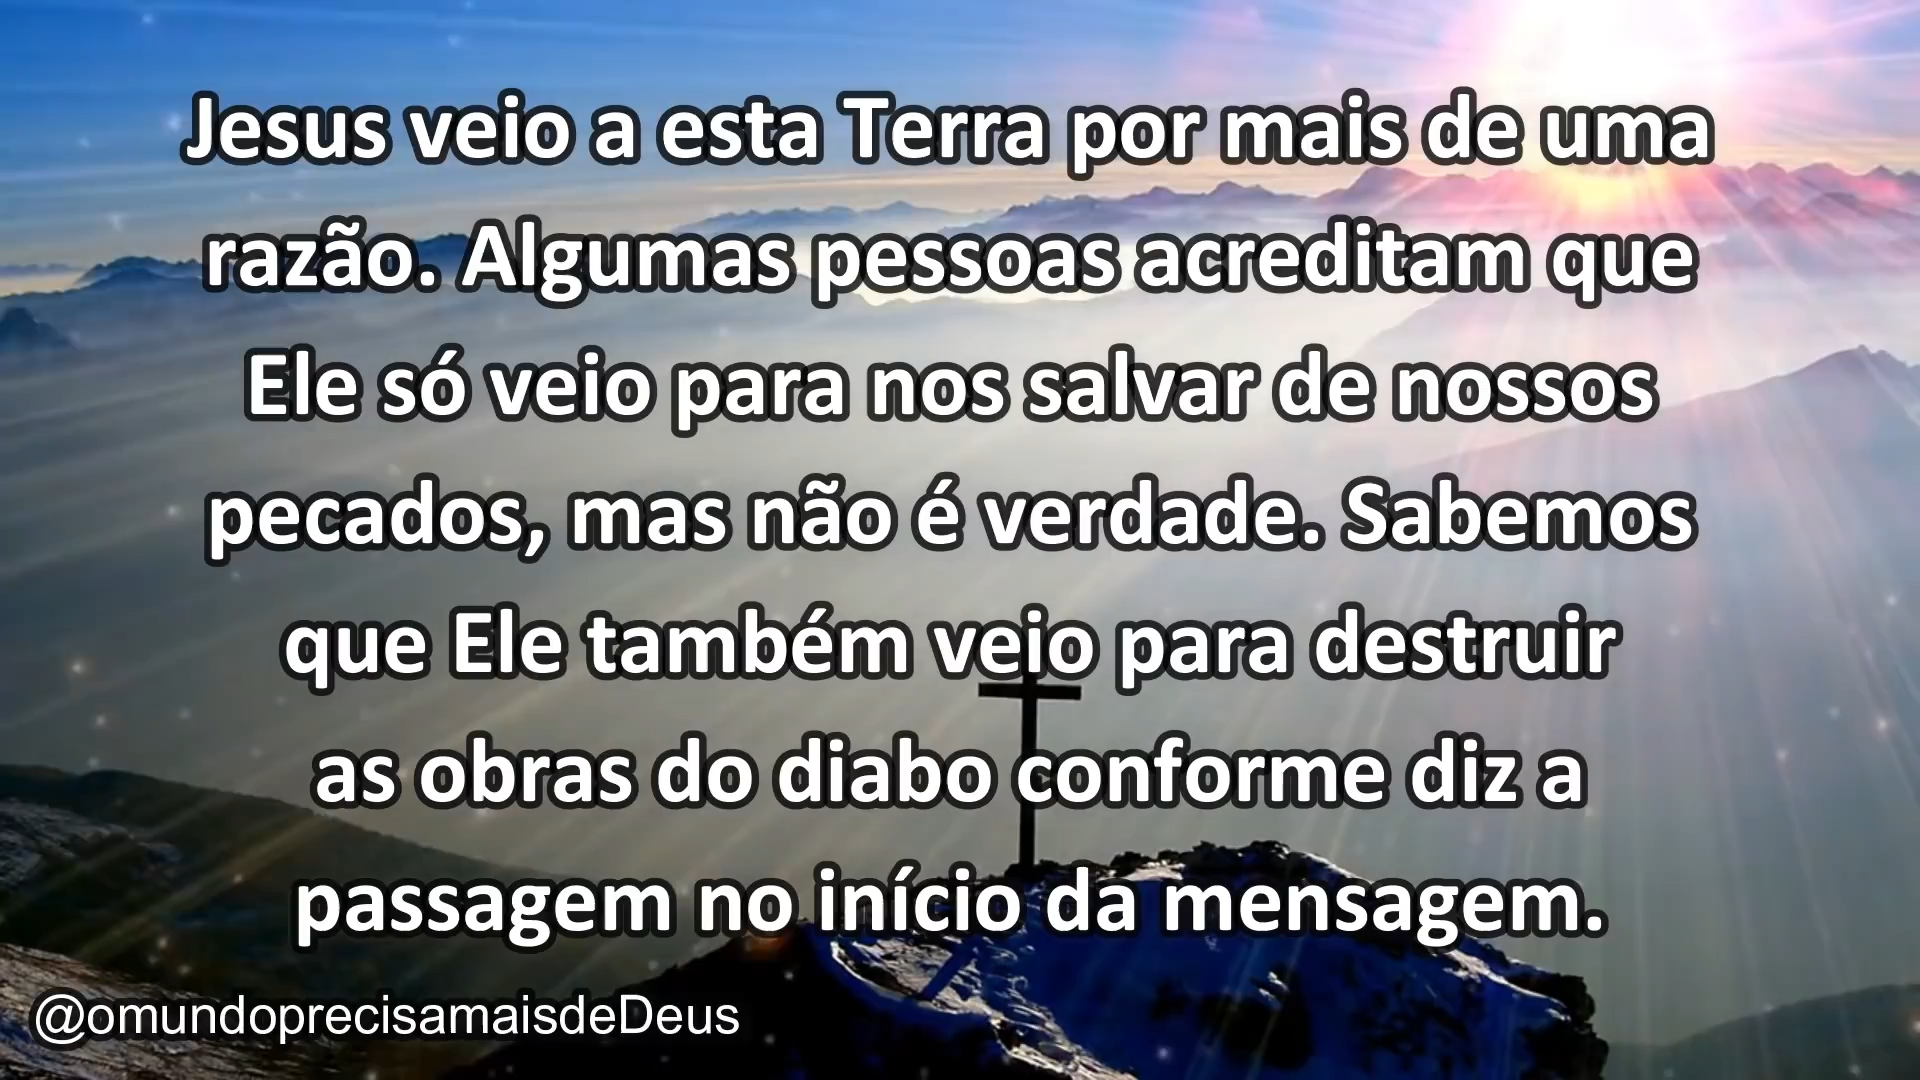 Jesus veio a esta Terra por mais de uma
razão. Algumas pessoas acreditam que
Ele só veio para nos salvar de nossos
pecados, mas não é verdade. Sabemos
que Ele também veio para destruir
as obras do diabo conforme diz a
passagem no início da mensagem.
@omundoprecisamaisdeDeus